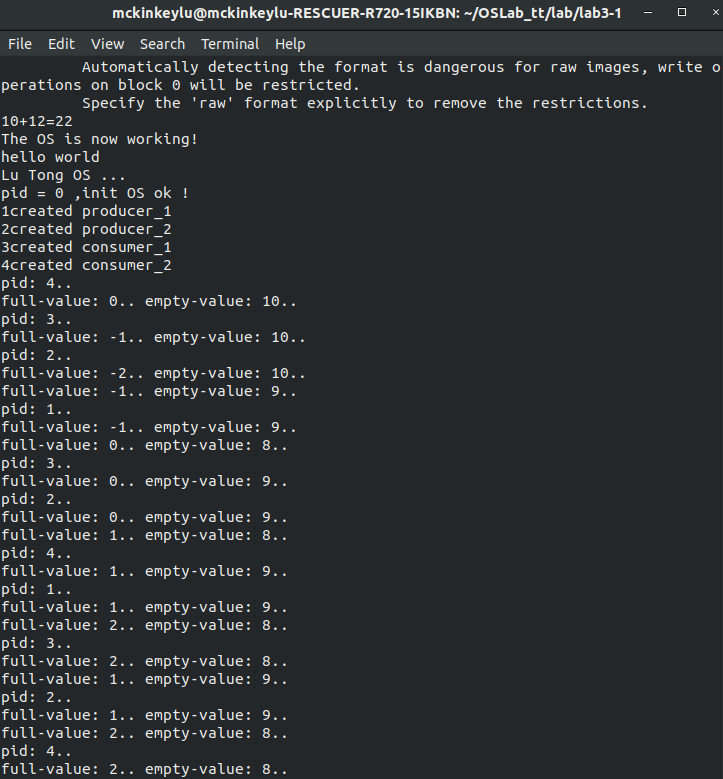 mckinkeylu@mckinkeylu-RESCUER-R720-15IKBN: ~/OSLab_tt/lab/lab3-1
File Edit View Search Terminal Help
Automatically detecting the format is dangerous for raw images, write o
perations on block 0 will be restricted.
Specify the 'raw' format explicitly to remove the restrictions.
10+12=22
The OS is now working!
hello world
Lu Tong OS ...
pid = 0 ,init OS ok !
1created producer_1
2created producer_2
3created consumer_1
4created consumer_2
pid: 4..
full-value: 0.. empty-value: 10..
pid: 3..
full-value: -1.. empty-value: 10..
pid: 2..
full-value: -2.. empty-value: 10..
full-value: -1.. empty-value: 9..
pid: 1..
full-value: -1.. empty-value: 9..
full-value: 0.. empty-value: 8..
pid: 3..
full-value: 0.. empty-value: 9..
pid: 2..
full-value: 0.. empty-value: 9..
full-value: 1.. empty-value: 8..
pid: 4..
full-value: 1.. empty-value: 9..
pid: 1..
full-value: 1.. empty-value: 9..
full-value: 2.. empty-value: 8..
pid: 3..
full-value: 2.. empty-value: 8..
full-value: 1.. empty-value: 9..
pid: 2..
full-value: 1.. empty-value: 9..
full-value: 2.. empty-value: 8..
pid: 4..
full-value: 2.. empty-value: 8..